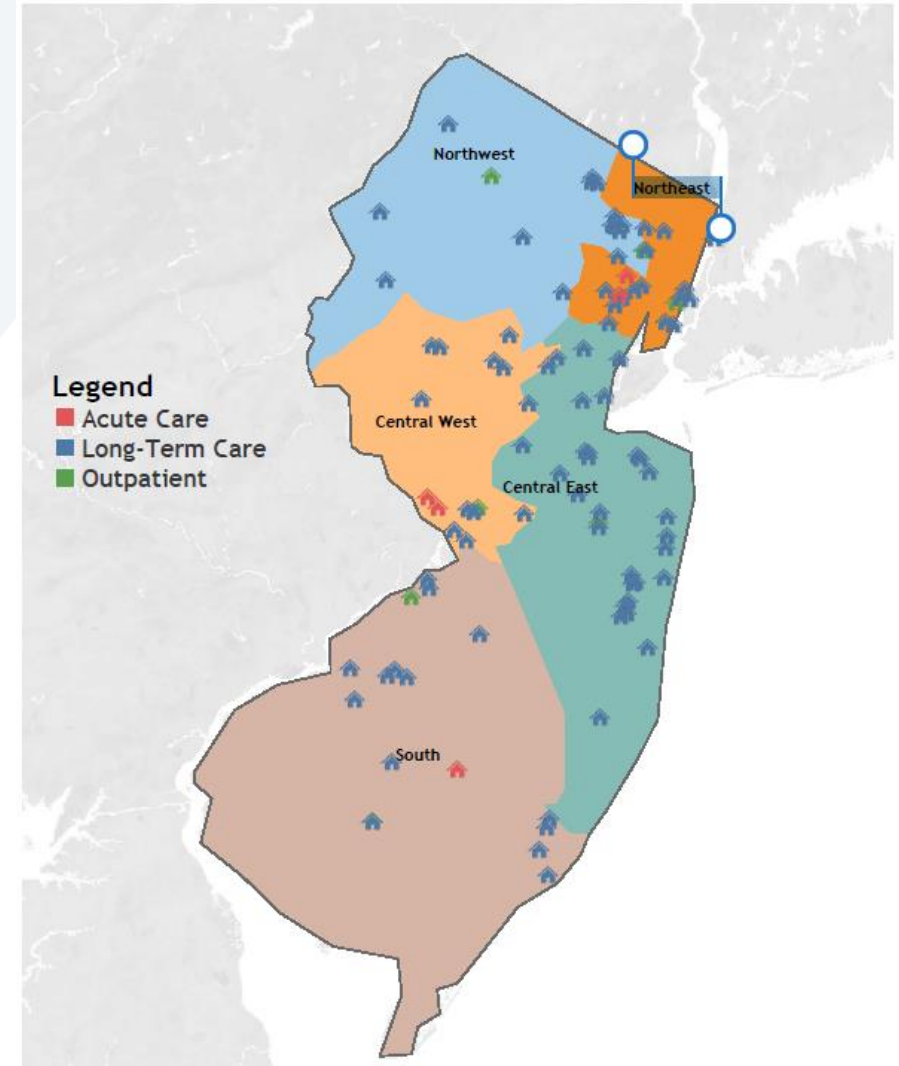 Northwest
Northeast
Legend
Acute Care
Long-Term Care
Outpatient
Central West
Central East
South